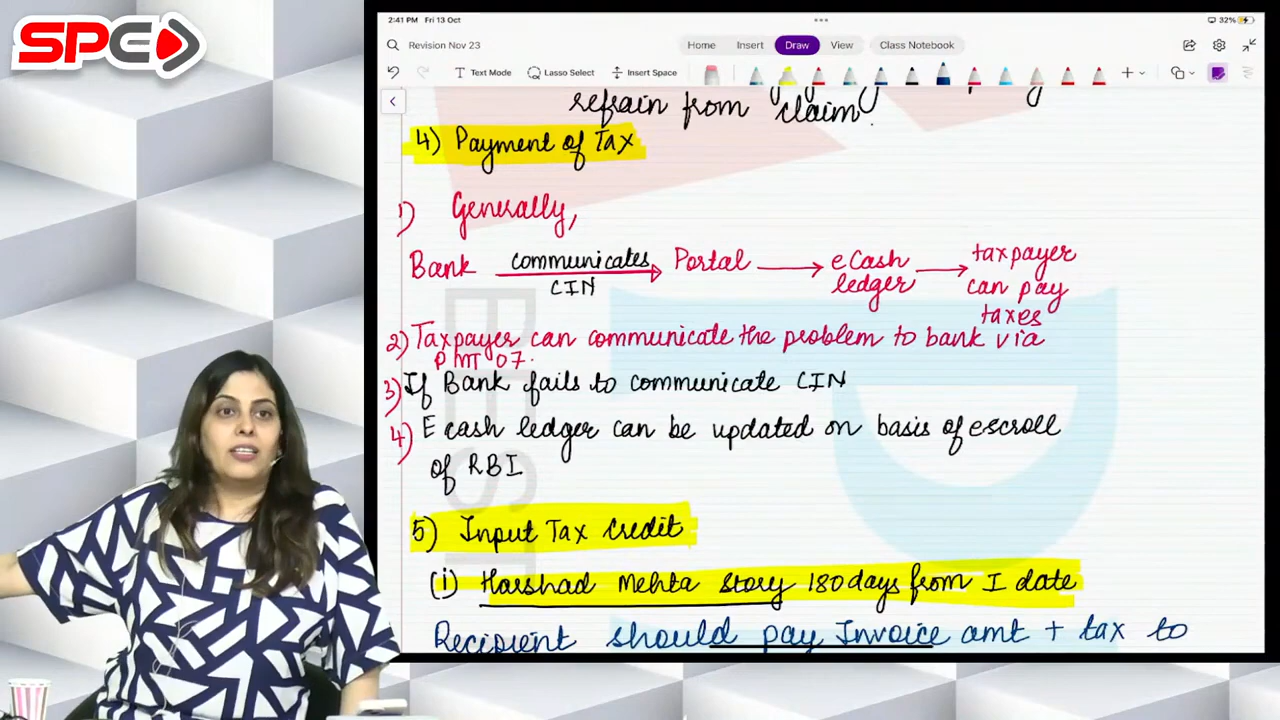 SPED
2:41 PM Fri 13 Oct
32%
Revision Nov 23
Home Insert Draw View Class Notebook
Text Mode Lasso Select Insert Space
refrain from claim.
4) Payment of Tax
1) Generally,
Bank communicates CIN Portal eCash ledger taxpayer can pay taxes
2) Taxpayer can communicate the problem to bank via
PMT 07.
3) If Bank fails to communicate CIN
4) E cash ledger can be updated on basis of escroll
of RBI
5) Input Tax Credit
(i) Harshad Mehta story 180 days from I date
Recipient should pay Invoice amt + tax to
BEST